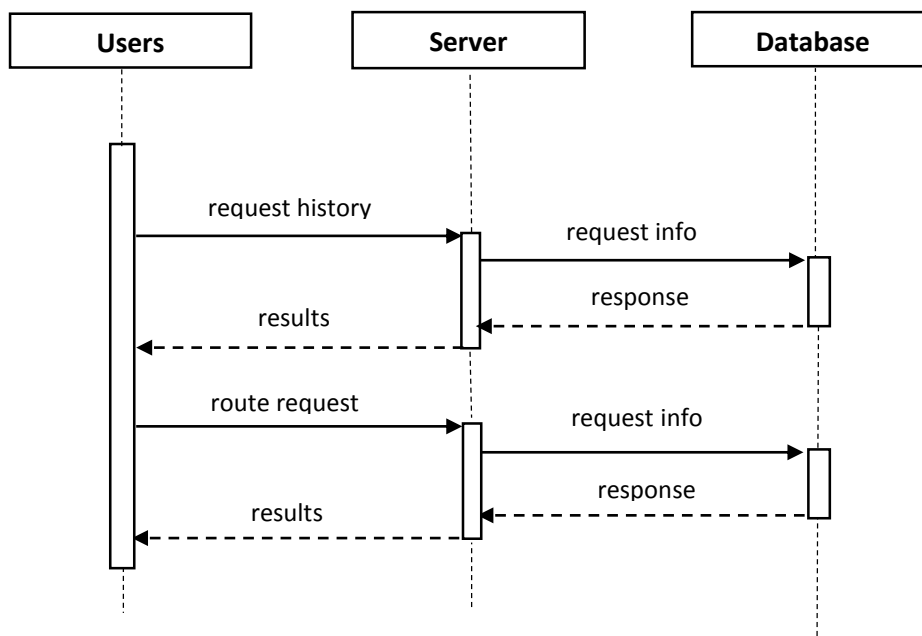 Users
Server
Database
request history
request info
response
results
route request
request info
response
results